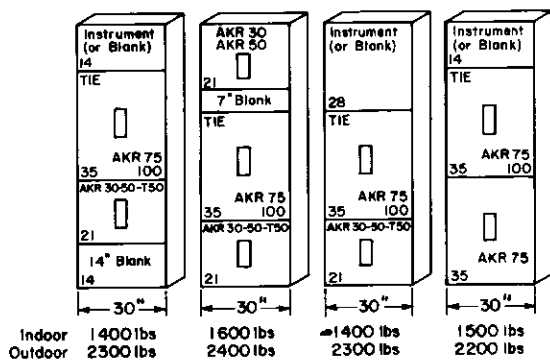 Instrument
(or Blank)
14
TIE
AKR 75
35 100
AKR 30-50-T50
21
14" Blank
14
30"
AKR 30
AKR 50
21
7" Blank
TIE
AKR 75
35 100
AKR 30-50-T50
21
30"
Instrument
(or Blank)
28
TIE
AKR 75
35 100
AKR 30-50-T50
21
30"
Instrument
(or Blank)
14
TIE
AKR 75
35 100
AKR 75
35
30"
Indoor 1400 lbs 1600 lbs 1400 lbs 1500 lbs
Outdoor 2300 lbs 2400 lbs 2300 lbs 2200 lbs